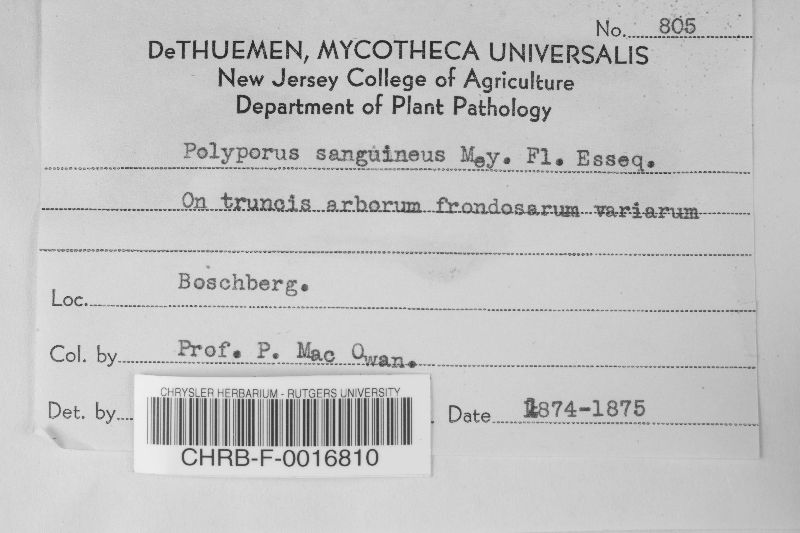 No. 805
DeTHUEMEN, MYCOTHECA UNIVERSALIS
New Jersey College of Agriculture
Department of Plant Pathology
Polyporus sanguineus Mey. Fl. Esseq.
On truncis arborum frondosarum variarum
Loc. Boschberg.
Col. by Prof. P. Mac Owan.
Det. by
Date 1874-1875
CHRYSLER HERBARIUM - RUTGERS UNIVERSITY
CHRB-F-0016810